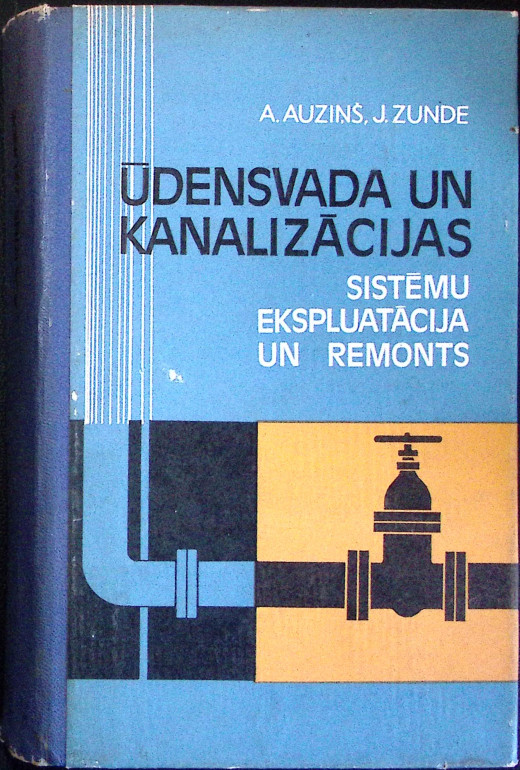 A. AUZIŅŠ, J. ZUNDE
ŪDENSVADA UN
KANALIZĀCIJAS
SISTĒMU
EKSPLUATĀCIJA
UN REMONTS